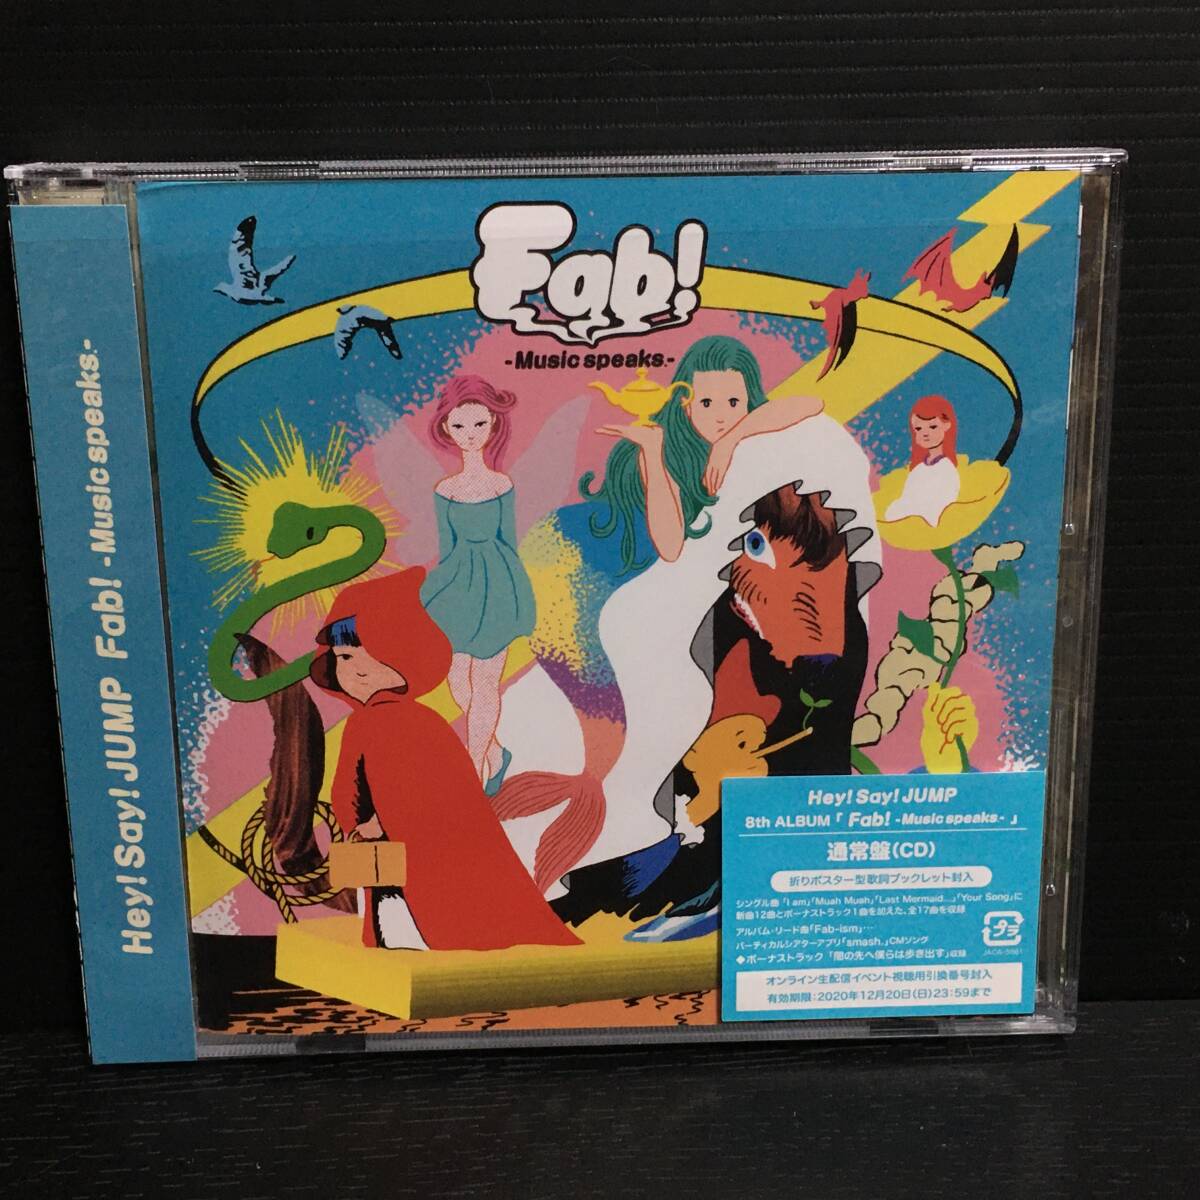 Fab!
-Music speaks.-
Hey! Say! JUMP Fab! -Music speaks.-
Hey! Say! JUMP
8th ALBUM「 Fab! -Music speaks.- 」
通常盤(CD)
折りポスター型歌詞ブックレット封入
シングル曲「I am」「Muah Muah」「Last Mermaid...」「Your Song」に
新曲12曲とボーナストラック1曲を加えた、全17曲を収録
アルバム・リード曲「Fab-ism」…
バーティカルシアターアプリ「smash.」CMソング
◆ボーナストラック 「闇の先へ僕らは歩き出す」収録
プラ
JACA-5861
オンライン生配信イベント視聴用引換番号封入
有効期限:2020年12月20日(日)23:59まで